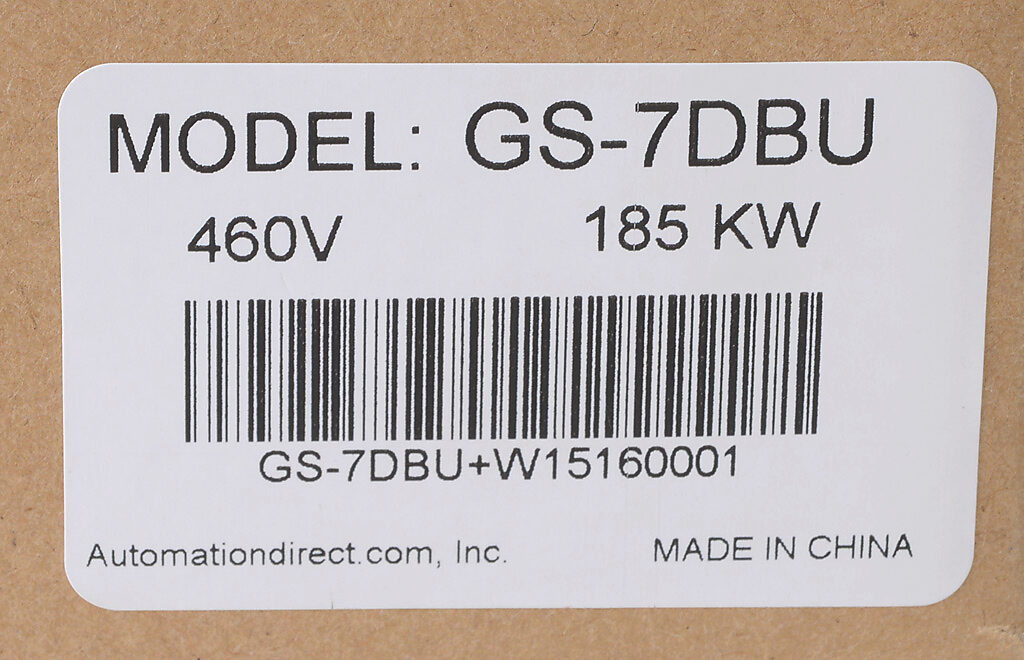 MODEL: GS-7DBU
460V 185 KW
GS-7DBU+W15160001
Automationdirect.com, Inc. MADE IN CHINA